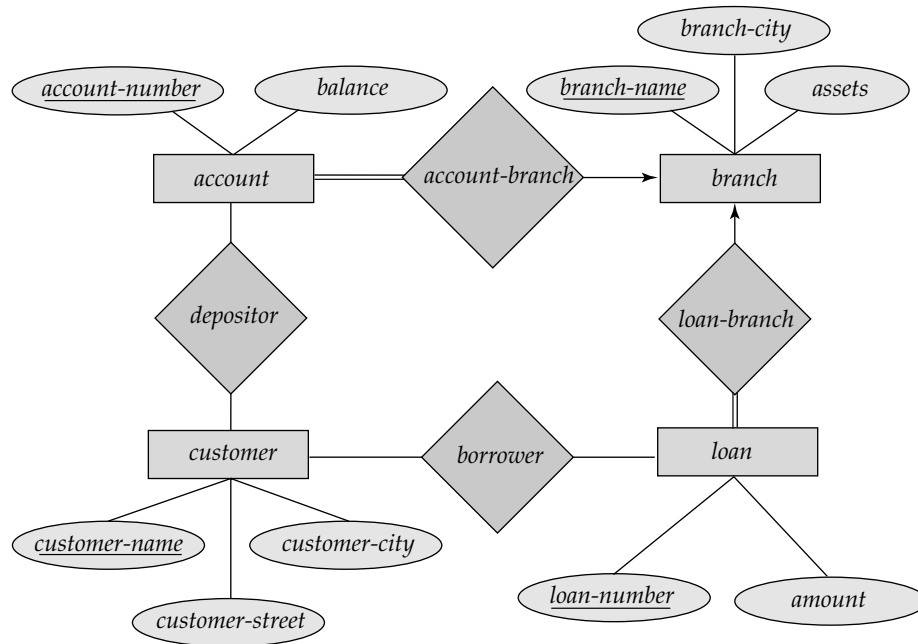 branch-city
account-number
balance
branch-name
assets
account
account-branch
branch
depositor
loan-branch
customer
borrower
loan
customer-name
customer-city
customer-street
loan-number
amount